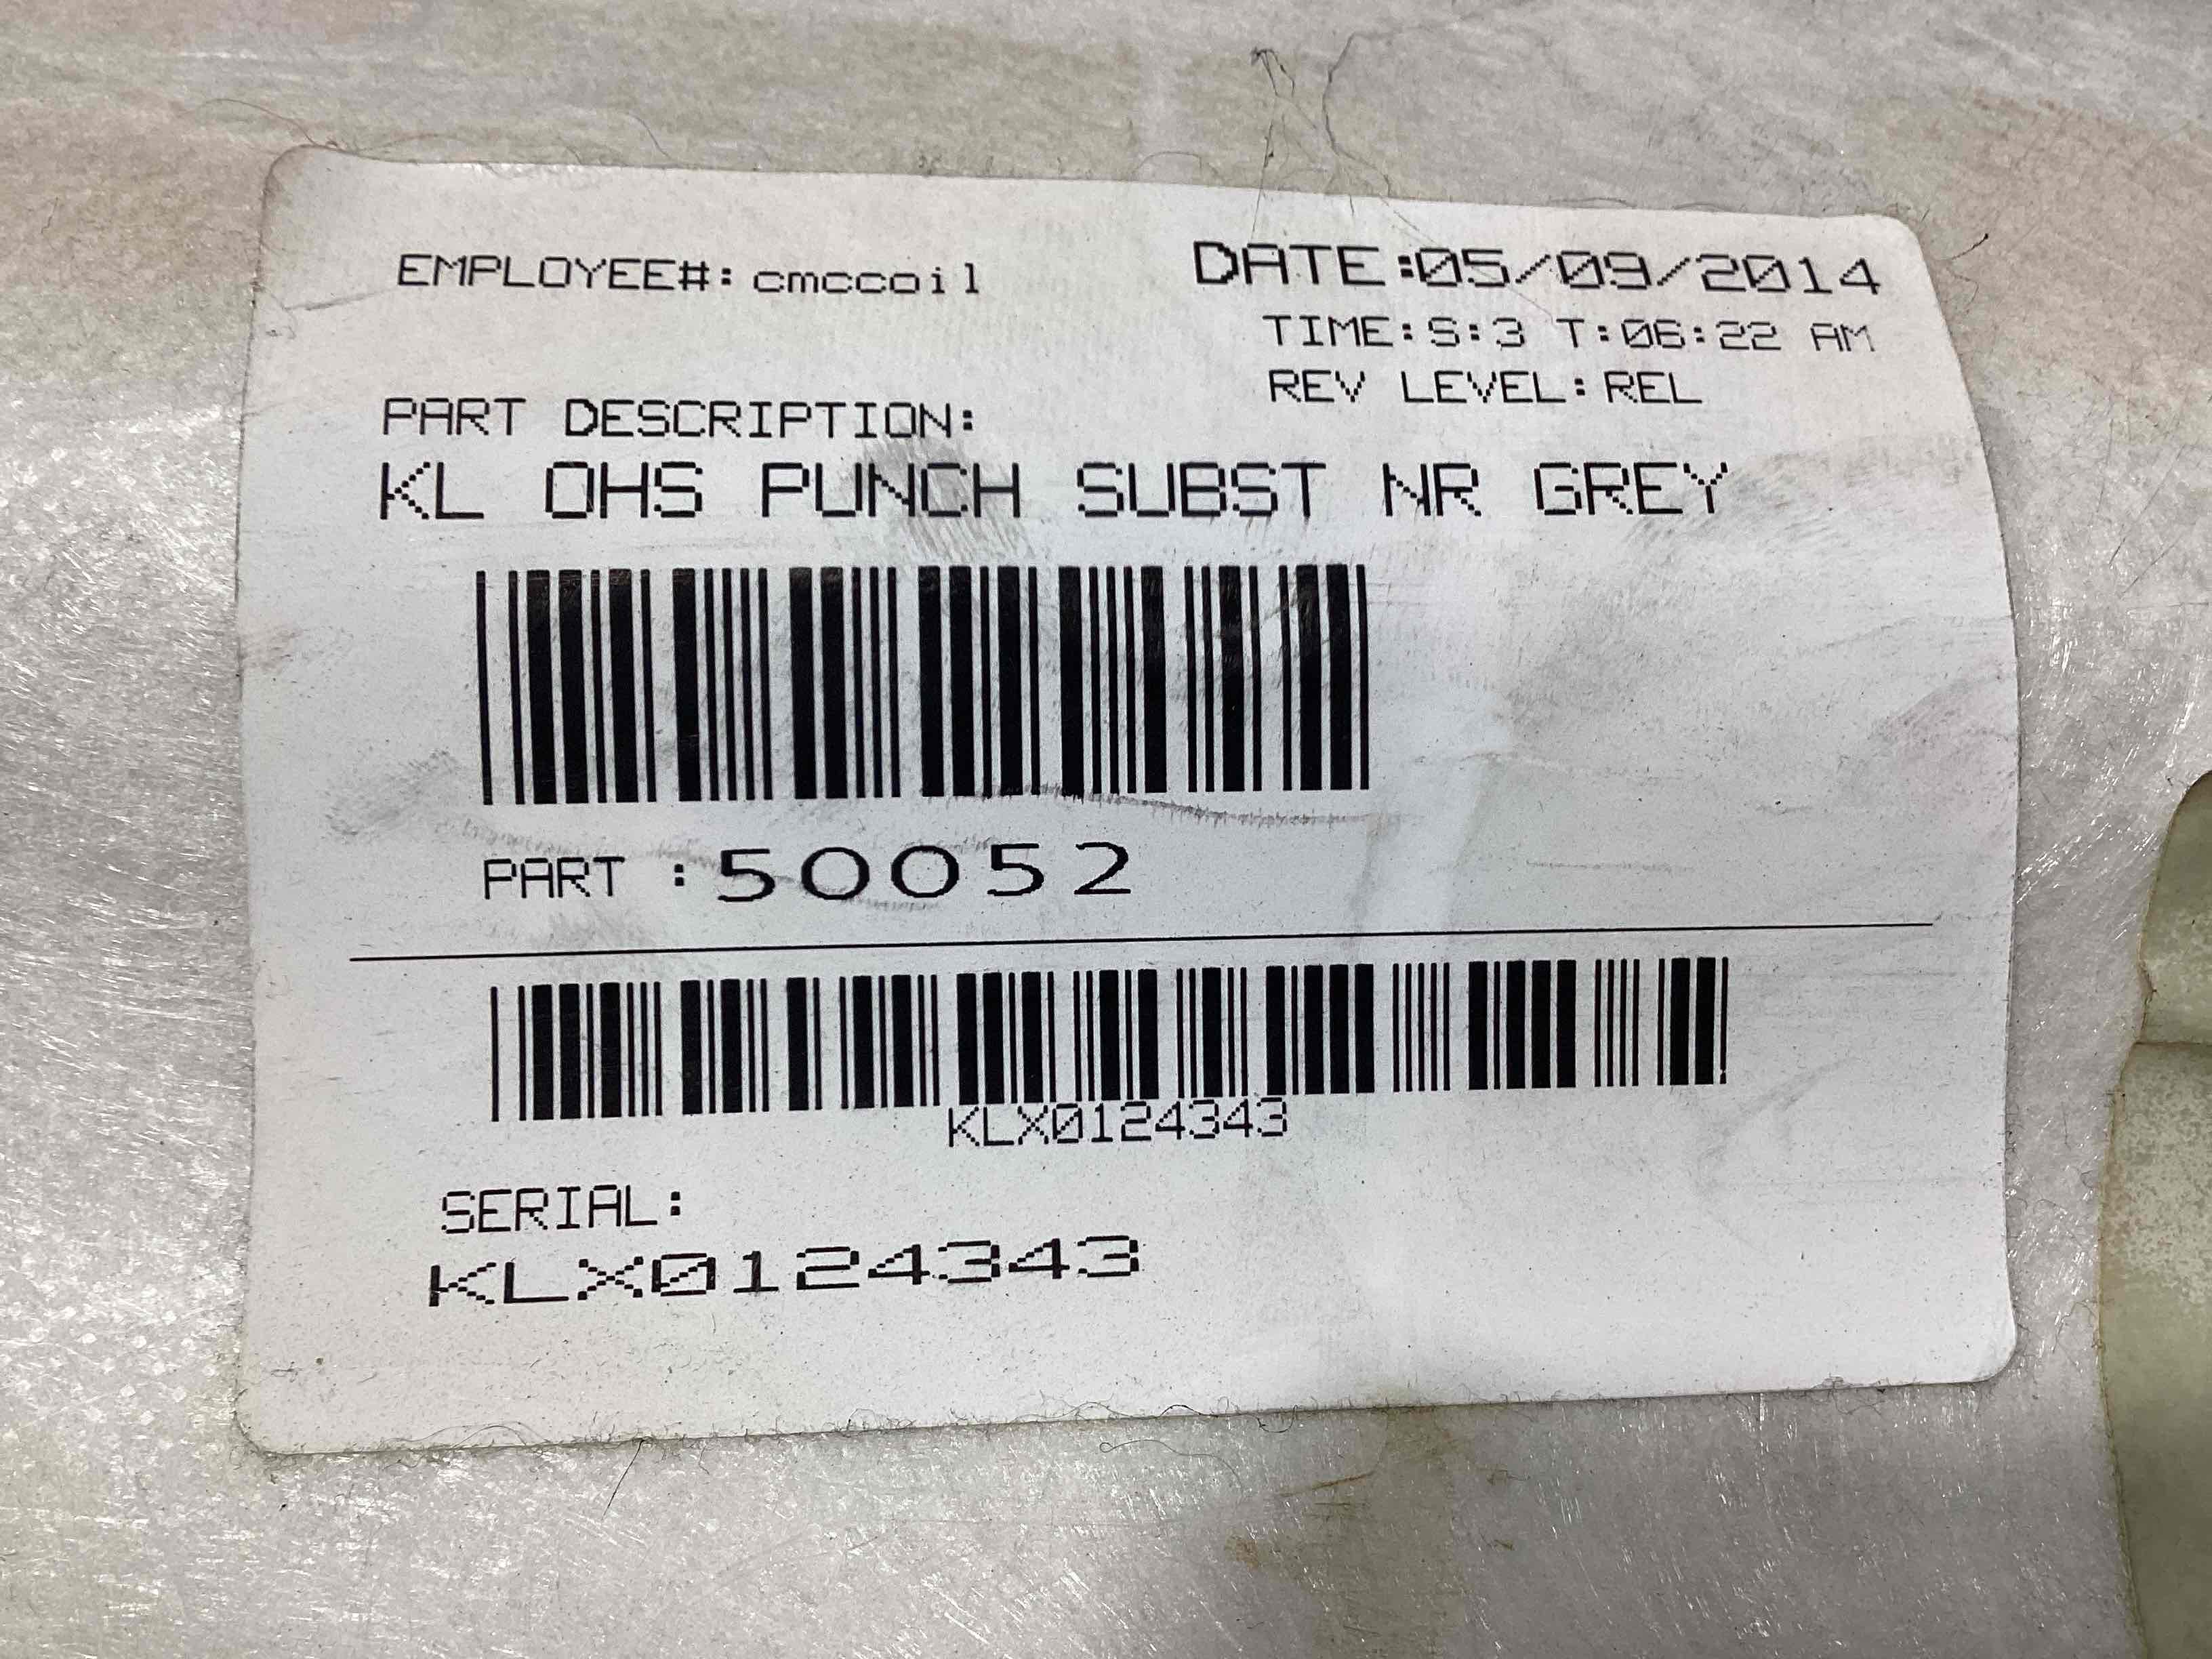 EMPLOYEE#: cmccoil
DATE:05/09/2014
TIME:S:3 T:06:22 AM
REV LEVEL:REL
PART DESCRIPTION:
KL OHS PUNCH SUBST NR GREY
PART :50052
KLX0124343
SERIAL:
KLX0124343